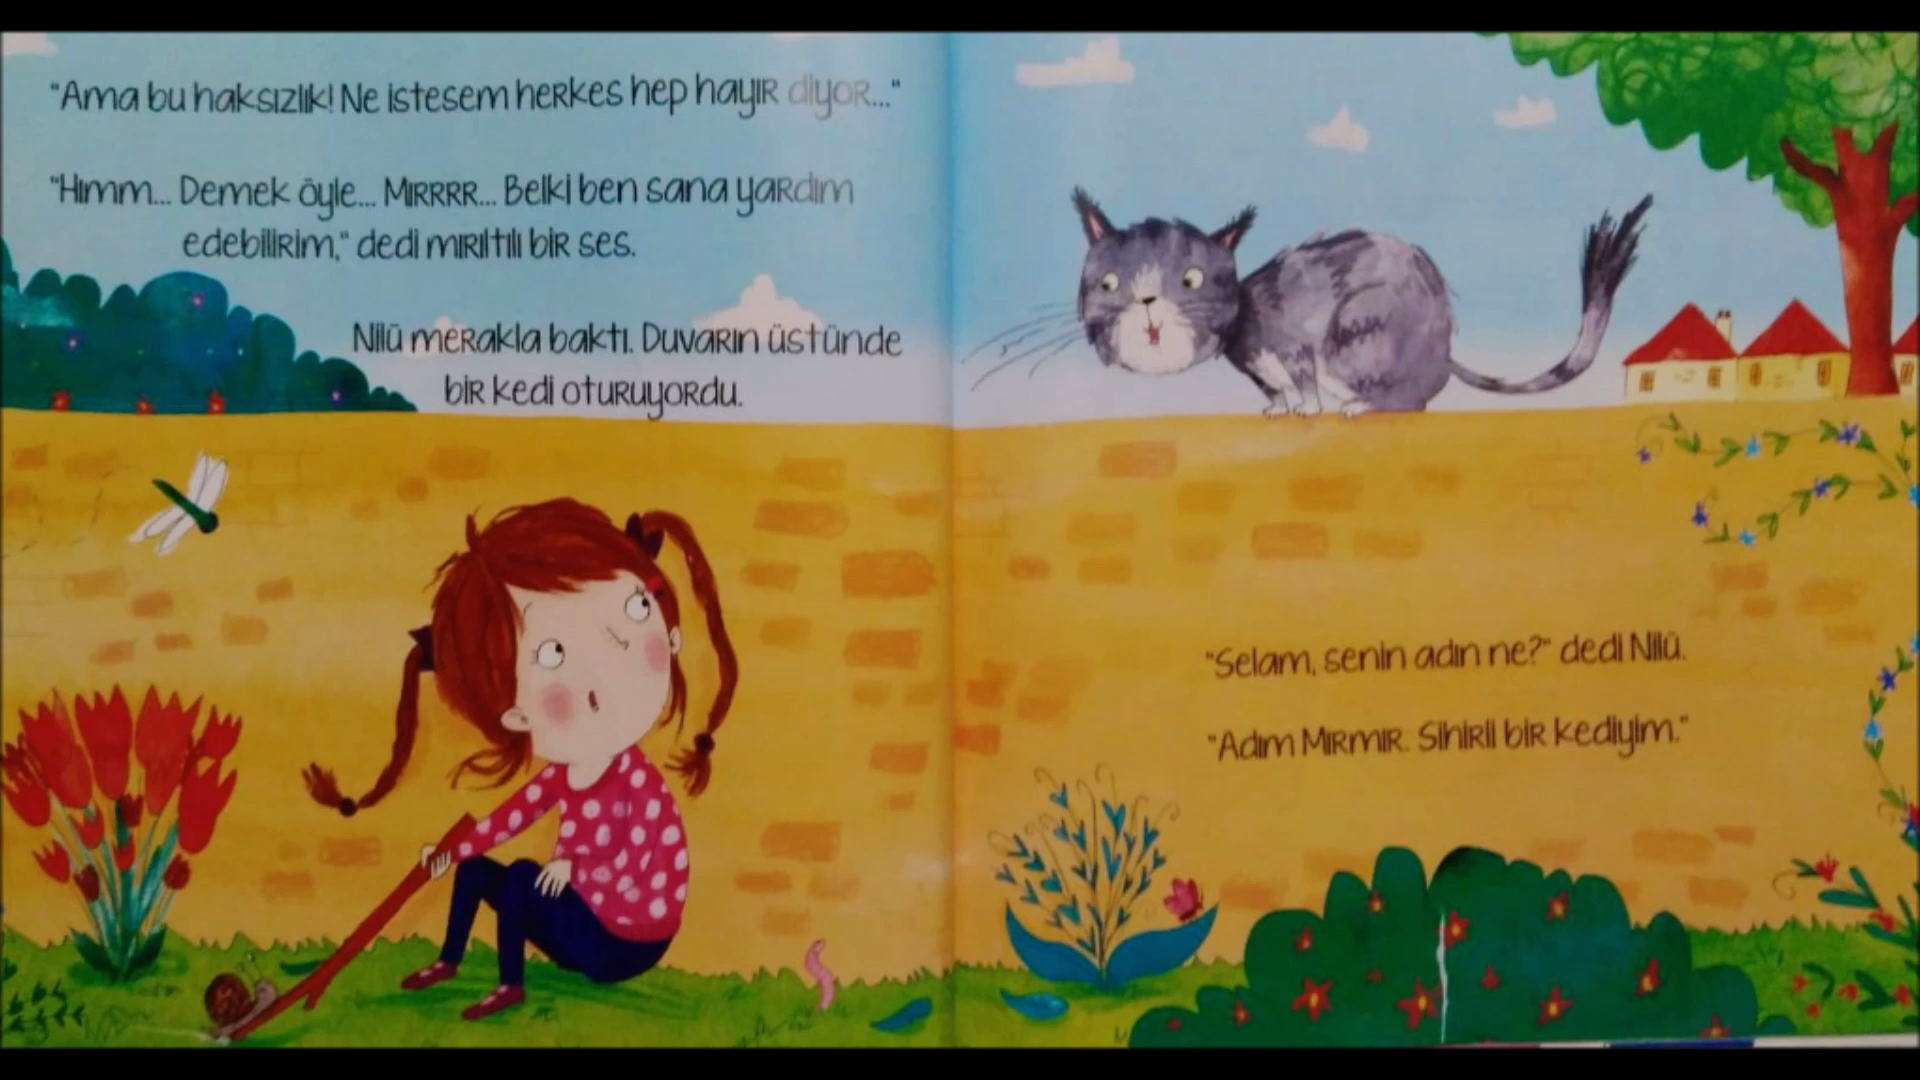 "Ama bu haksızlık! Ne istesem herkes hep hayır diyor..."
"Hımm... Demek öyle... Mırrrr... Belki ben sana yardım
edebilirim," dedi mırıltılı bir ses.
Nilü merakla baktı. Duvarın üstünde
bir kedi oturuyordu.
"Selam, senin adın ne?" dedi Nilü.
"Adım Mırmır. Sihirli bir kediyim."